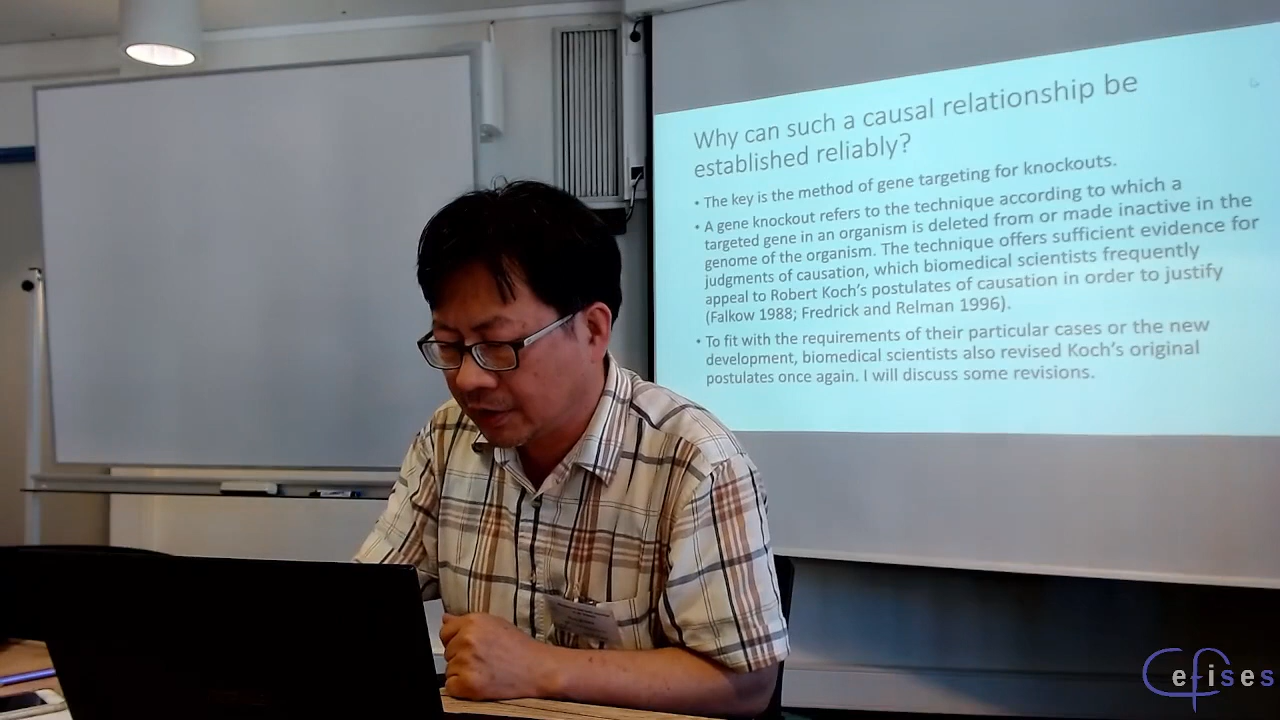 Why can such a causal relationship be
established reliably?
• The key is the method of gene targeting for knockouts.
• A gene knockout refers to the technique according to which a
targeted gene in an organism is deleted from or made inactive in the
genome of the organism. The technique offers sufficient evidence for
judgments of causation, which biomedical scientists frequently
appeal to Robert Koch's postulates of causation in order to justify
(Falkow 1988; Fredrick and Relman 1996).
• To fit with the requirements of their particular cases or the new
development, biomedical scientists also revised Koch's original
postulates once again. I will discuss some revisions.
Cefises